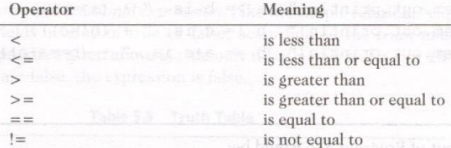 Operator Meaning
< is less than
<= is less than or equal to
> is greater than
>= is greater than or equal to
== is equal to
!= is not equal to